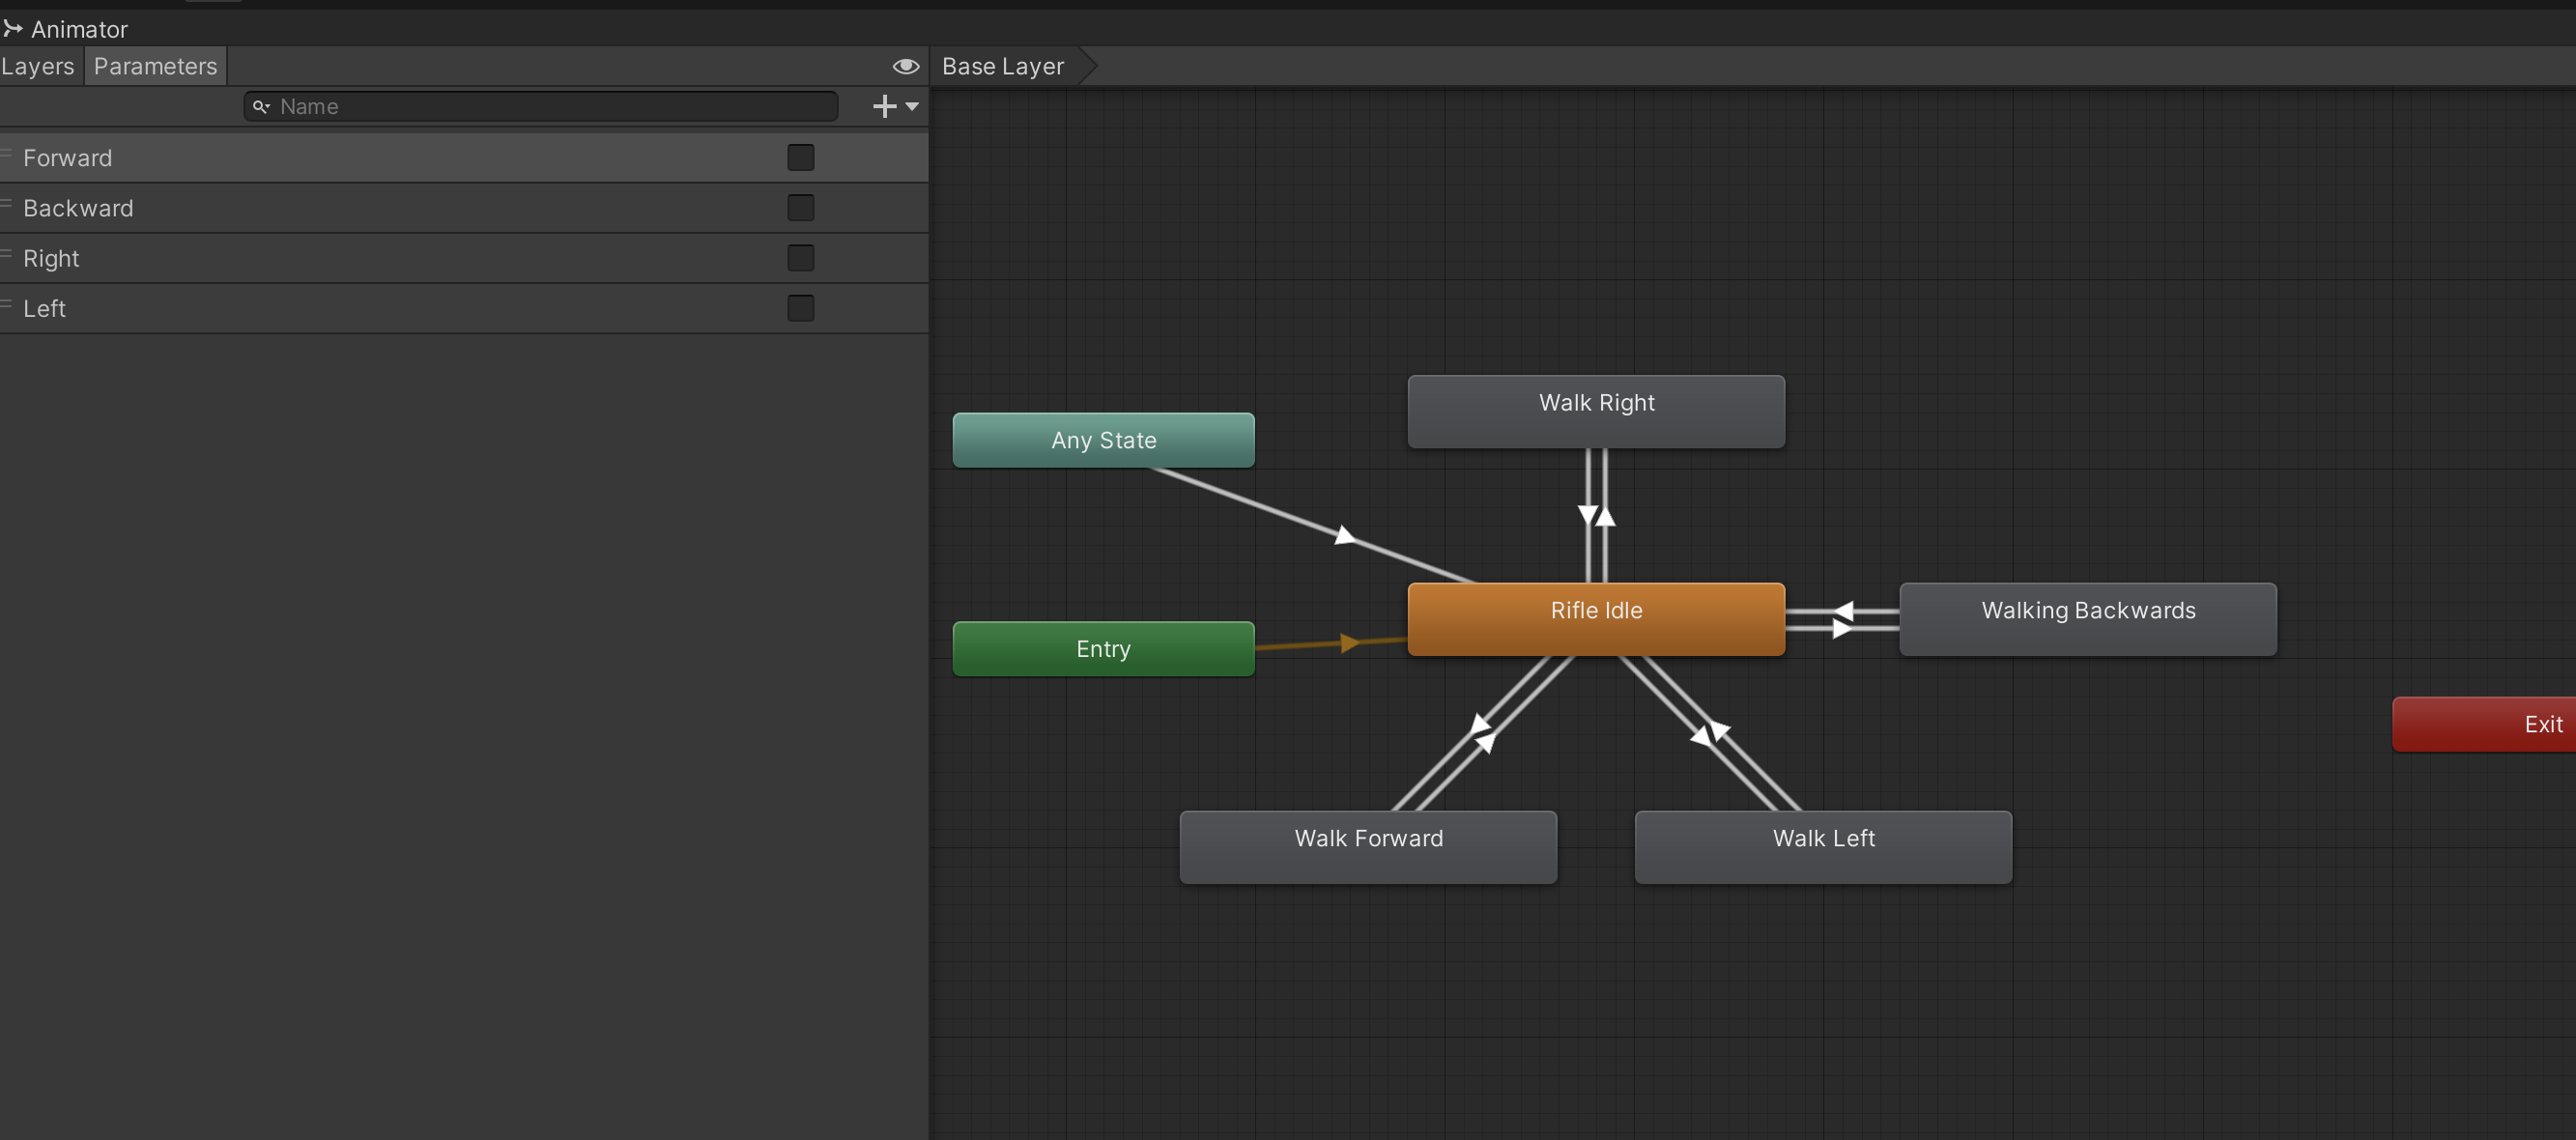 Animator
Layers
Parameters
Base Layer
Name
Forward
Backward
Right
Left
Walk Right
Any State
Rifle Idle
Walking Backwards
Entry
Exit
Walk Forward
Walk Left